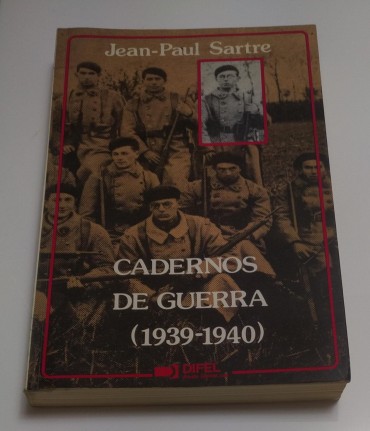 Jean-Paul Sartre
CADERNOS
DE GUERRA
(1939-1940)
DIFEL